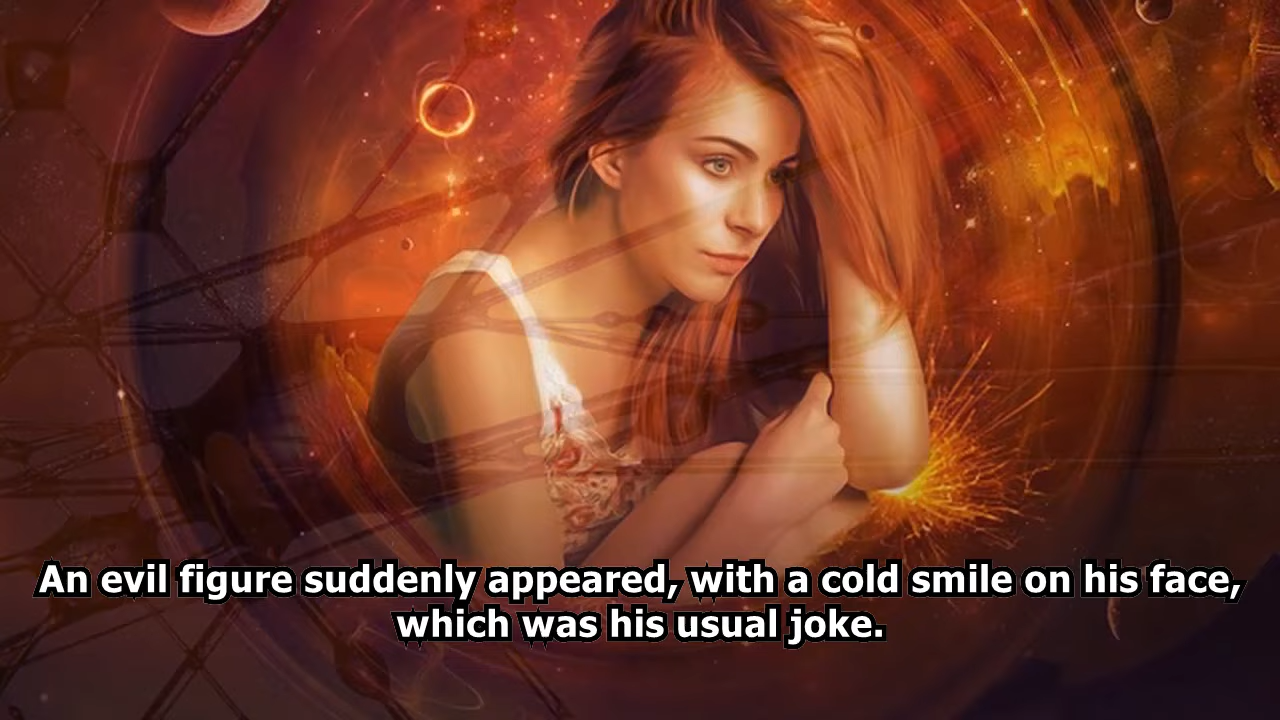 An evil figure suddenly appeared, with a cold smile on his face,
which was his usual joke.